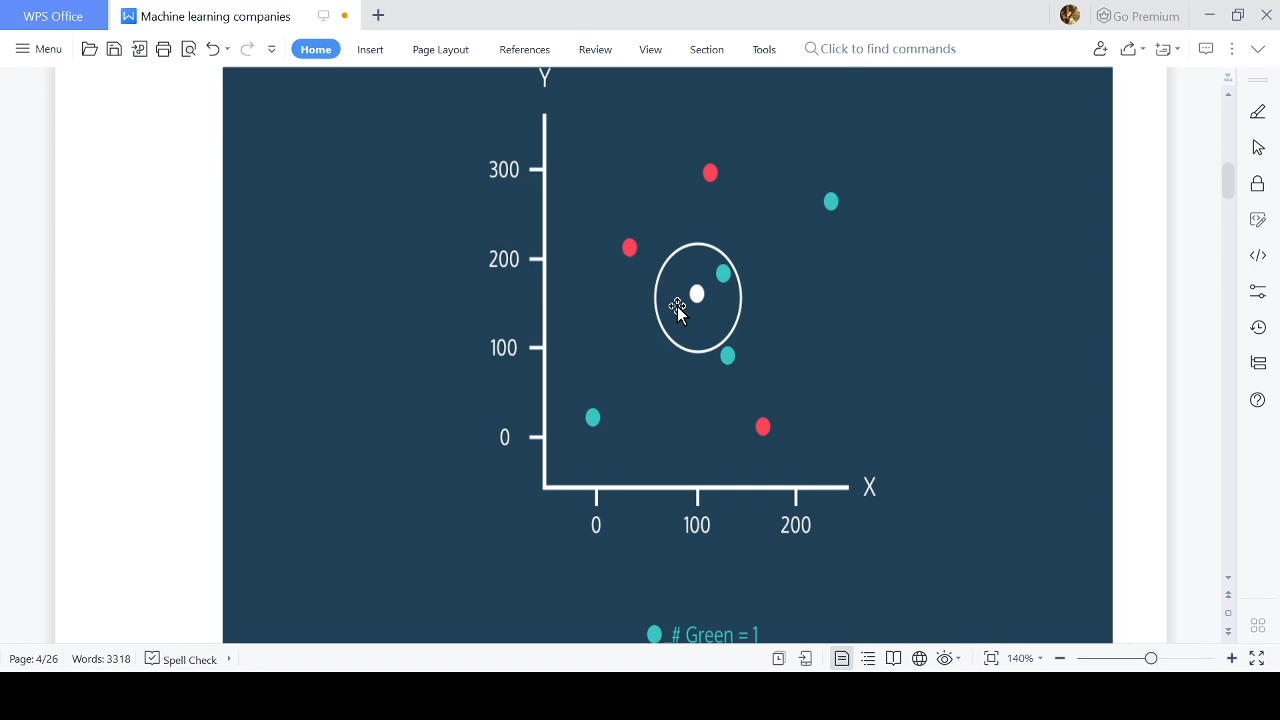 WPS Office
Machine learning companies
Go Premium
Menu
Home
Insert
Page Layout
References
Review
View
Section
Tools
Click to find commands
Y
300
200
100
0
X
0 100 200
# Green = 1
Page: 4/26 Words: 3318 Spell Check 140%